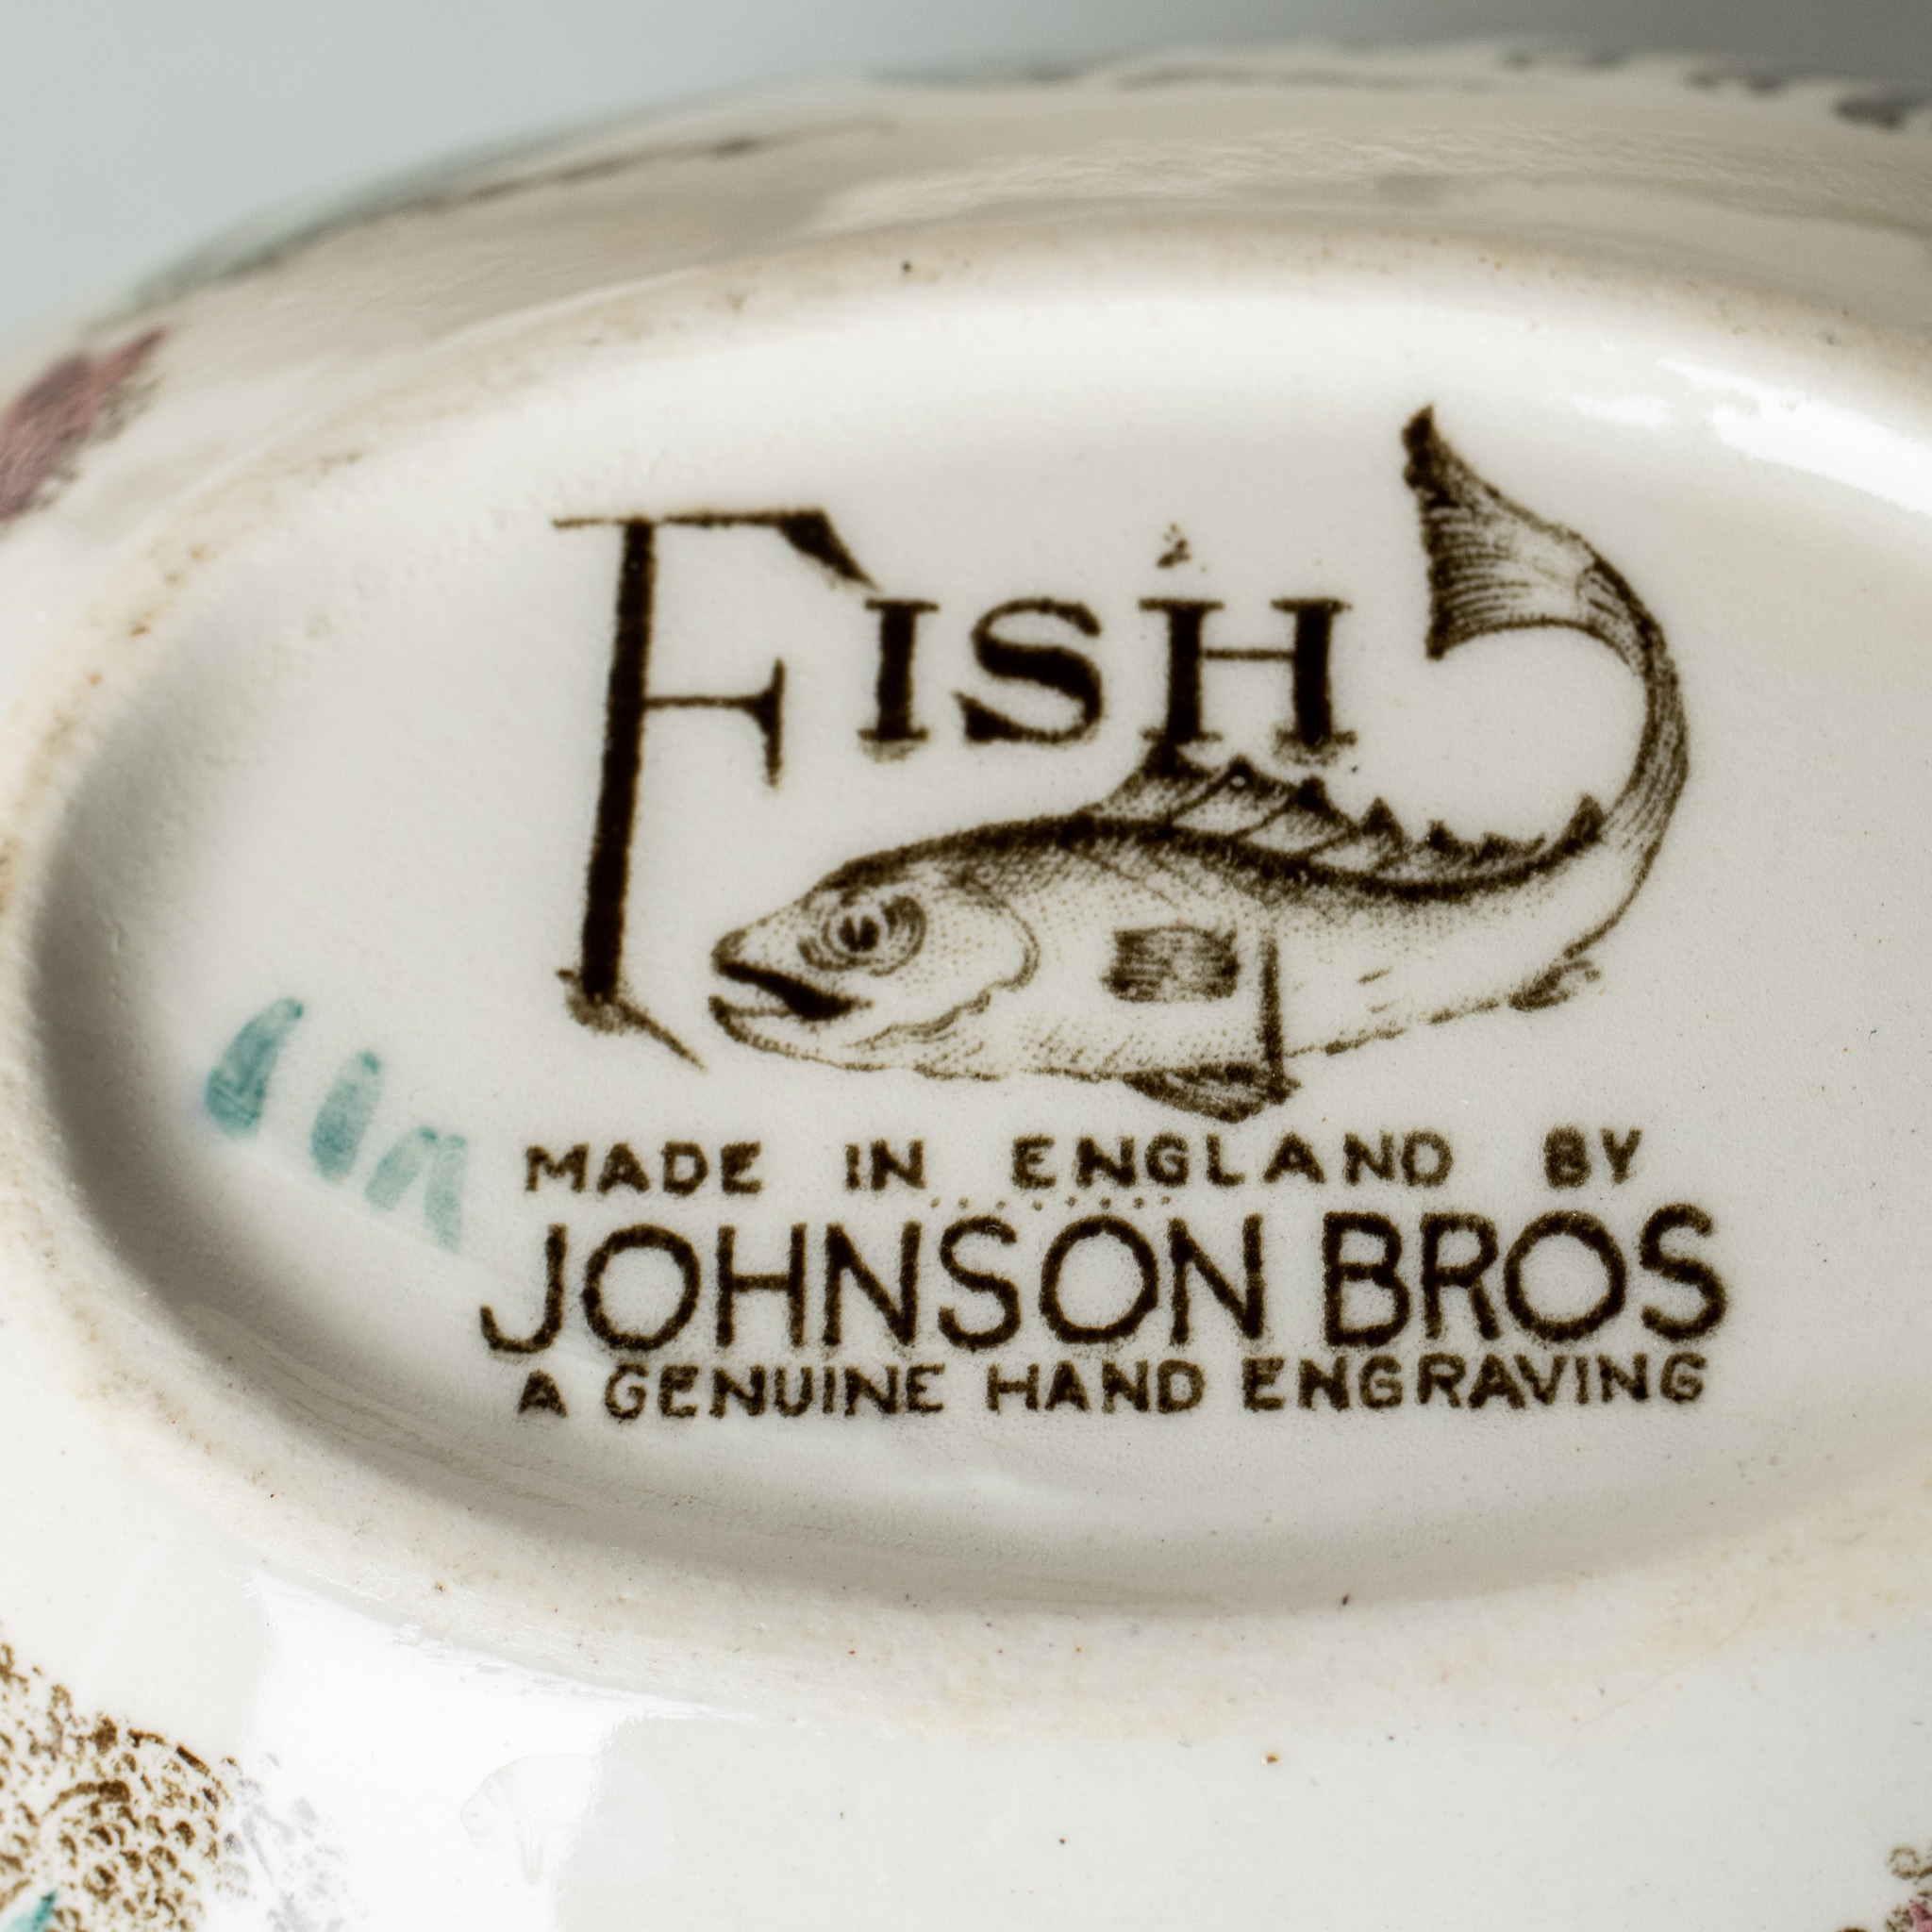 FISH
MADE IN ENGLAND BY
JOHNSON BROS
A GENUINE HAND ENGRAVING